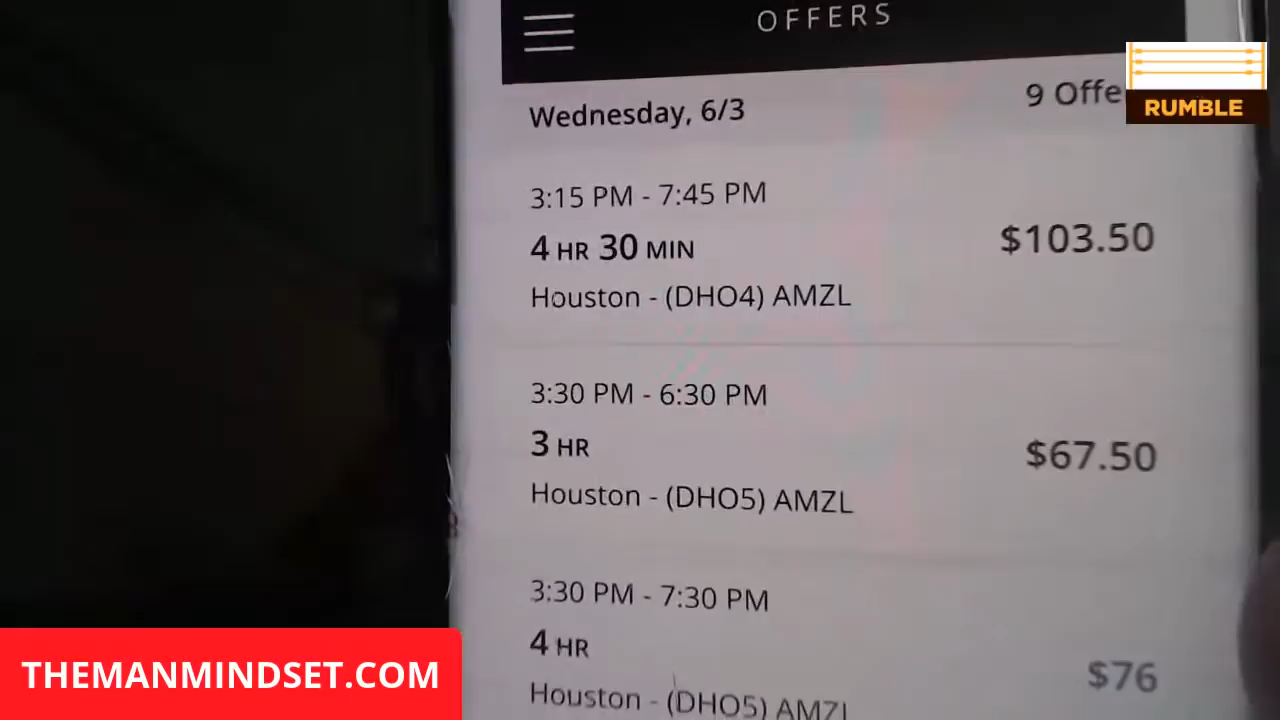 OFFERS
Wednesday, 6/3
9 Offe
RUMBLE
3:15 PM - 7:45 PM
4 HR 30 MIN
$103.50
Houston - (DHO4) AMZL
3:30 PM - 6:30 PM
3 HR
$67.50
Houston - (DHO5) AMZL
3:30 PM - 7:30 PM
4 HR
$76
Houston - (DHO5) AMZL
THEMANMINDSET.COM